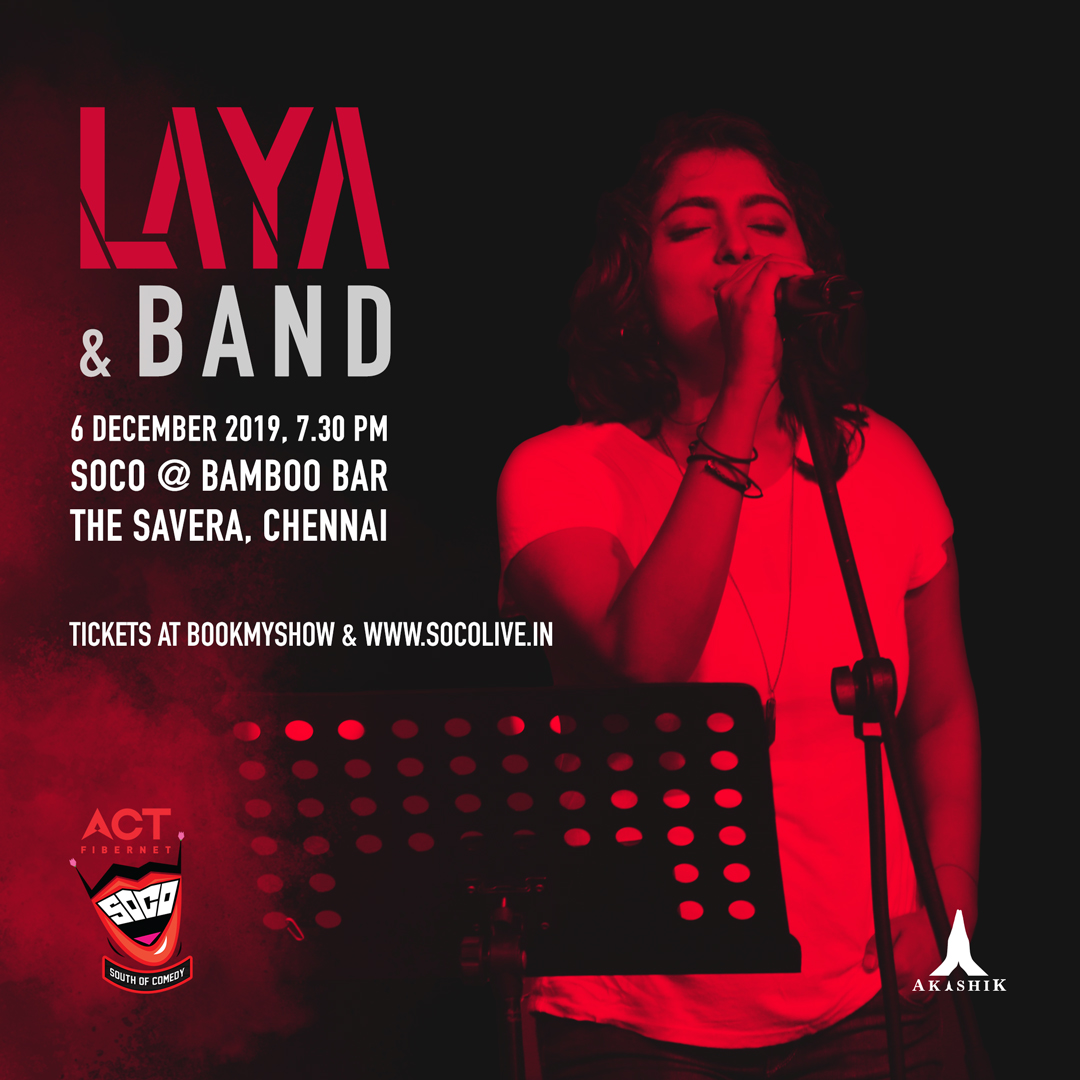 LAYA
& BAND
6 DECEMBER 2019, 7.30 PM
SOCO @ BAMBOO BAR
THE SAVERA, CHENNAI
TICKETS AT BOOKMYSHOW & WWW.SOCOLIVE.IN
ACT
FIBERNET
SOCO
SOUTH OF COMEDY
AKASHIK